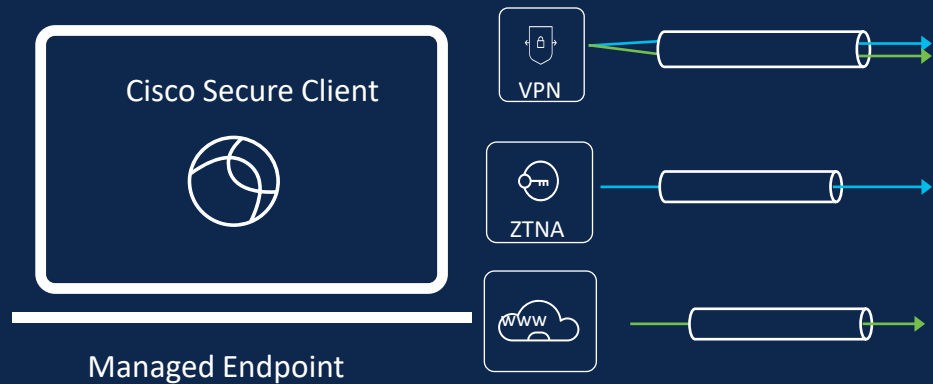 Cisco Secure Client
Managed Endpoint
VPN
ZTNA
www